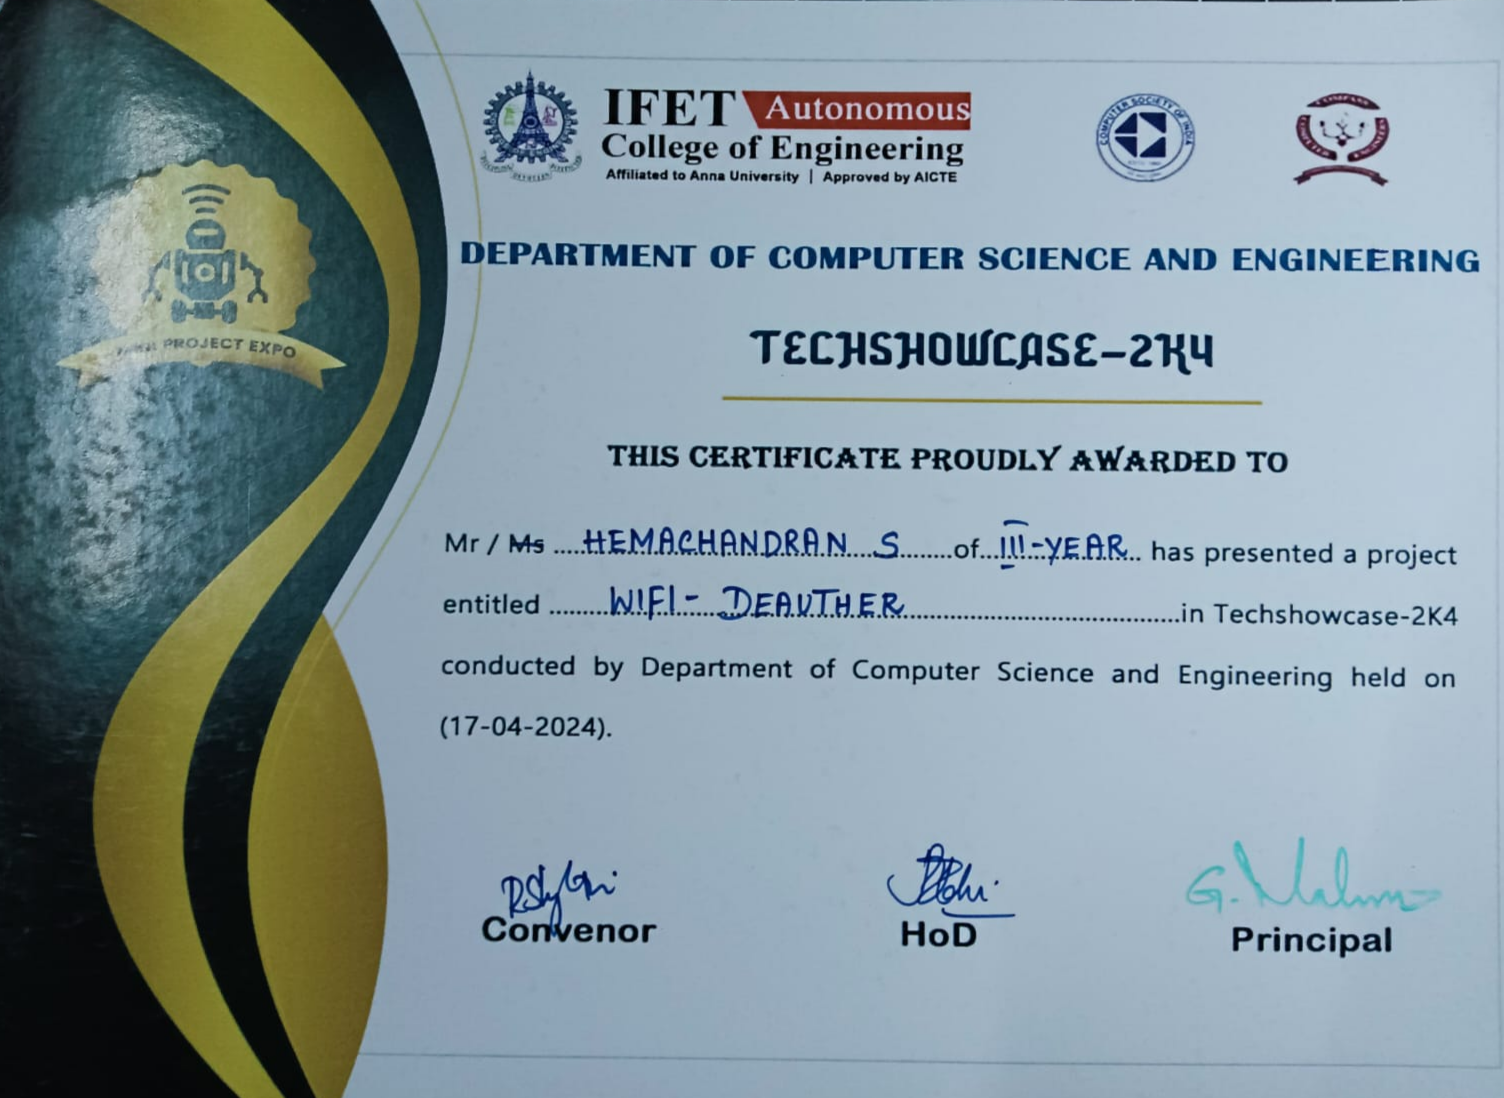 IFET Autonomous
College of Engineering
Affiliated to Anna University | Approved by AICTE
COMPUTER SOCIETY OF INDIA
PROJECT EXPO
DEPARTMENT OF COMPUTER SCIENCE AND ENGINEERING
TECHSHOWCASE-2K4
THIS CERTIFICATE PROUDLY AWARDED TO
Mr / Ms ..... HEMACHANDRAN S ..... of III-YEAR has presented a project
entitled ..... WIFI - DEAUTHER ..... in Techshowcase-2K4
conducted by Department of Computer Science and Engineering held on
(17-04-2024).
Convenor
HoD
Principal